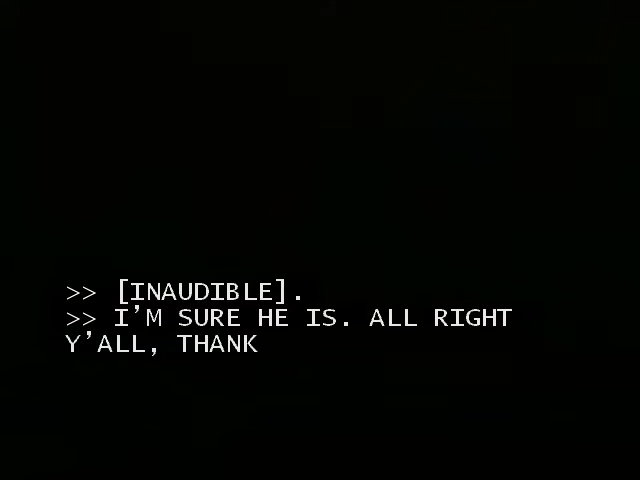 >> [INAUDIBLE].
>> I'M SURE HE IS. ALL RIGHT
Y'ALL, THANK